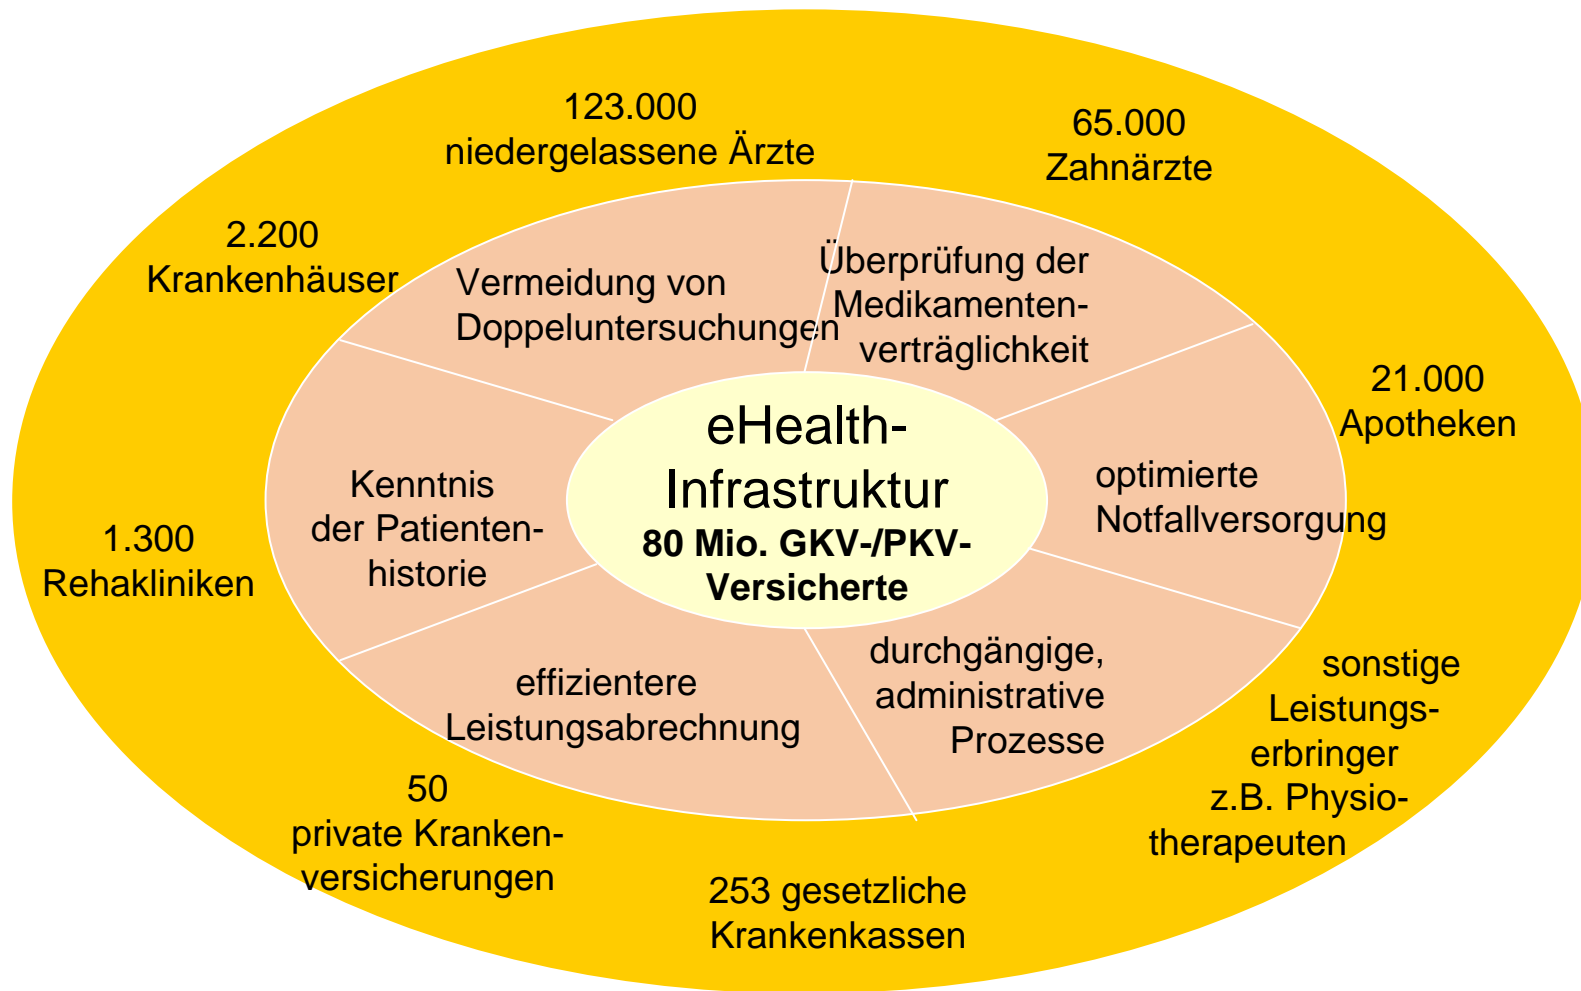 123.000
niedergelassene Ärzte
65.000
Zahnärzte
2.200
Krankenhäuser
Vermeidung von
Doppeluntersuchungen
Überprüfung der
Medikamenten-
verträglichkeit
21.000
Apotheken
eHealth-
Infrastruktur
80 Mio. GKV-/PKV-
Versicherte
Kenntnis
der Patienten-
historie
optimierte
Notfallversorgung
1.300
Rehakliniken
effizientere
Leistungsabrechnung
durchgängige,
administrative
Prozesse
sonstige
Leistungs-
erbringer
z.B. Physio-
therapeuten
50
private Kranken-
versicherungen
253 gesetzliche
Krankenkassen